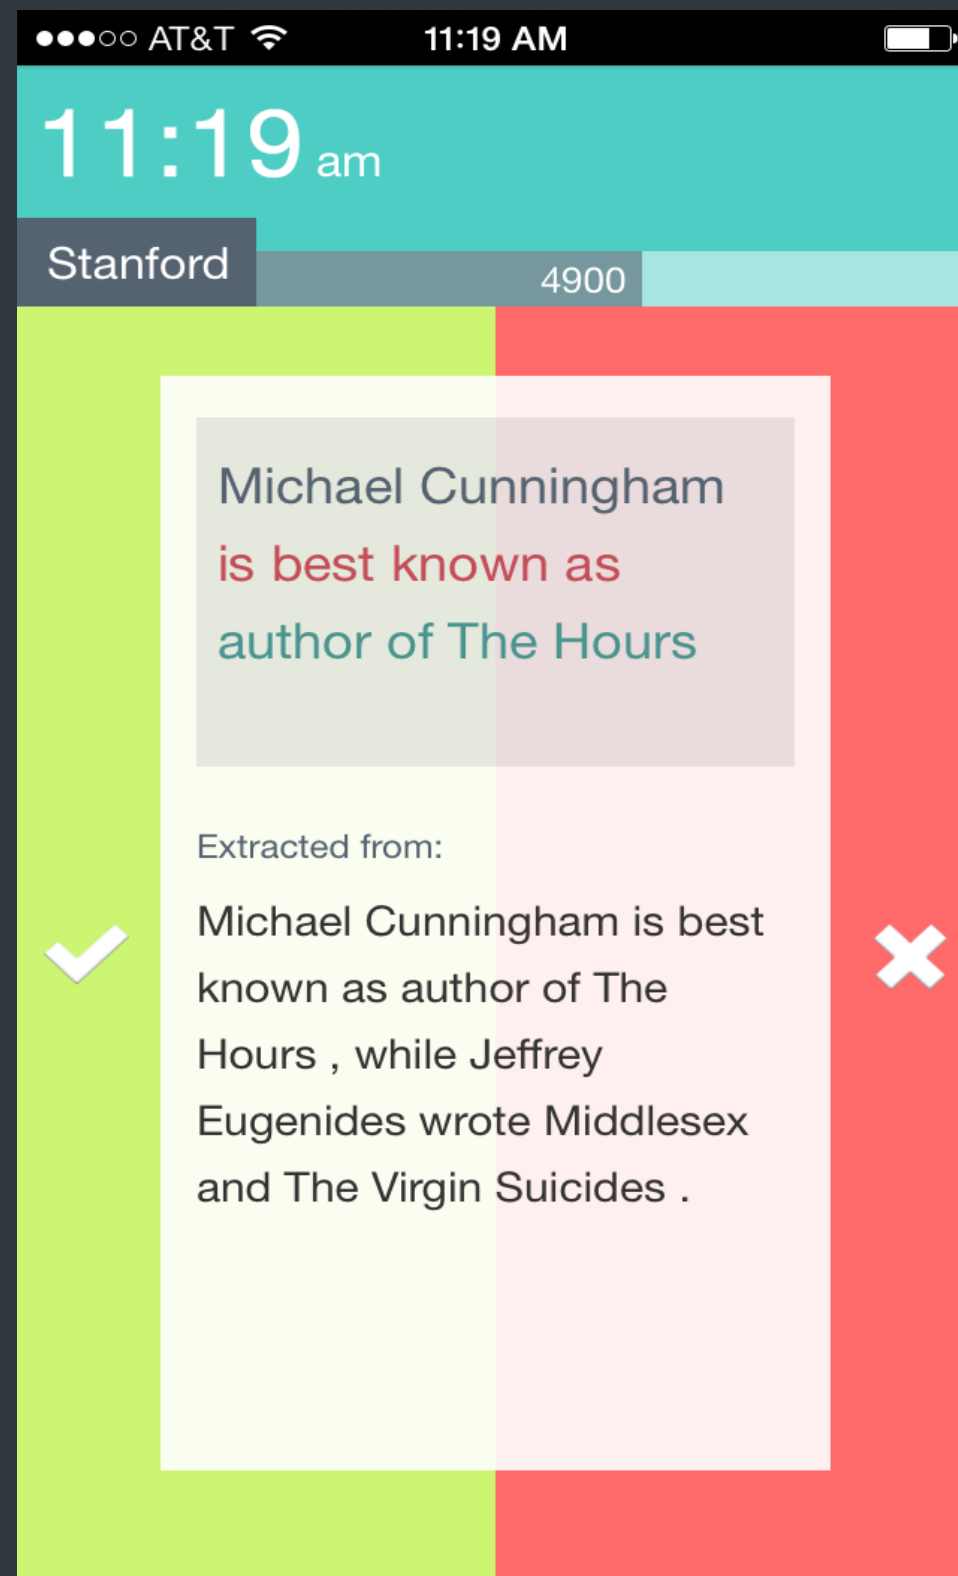 AT&T 11:19 AM
11:19 am
Stanford
4900
Michael Cunningham
is best known as
author of The Hours
Extracted from:
Michael Cunningham is best
known as author of The
Hours , while Jeffrey
Eugenides wrote Middlesex
and The Virgin Suicides .